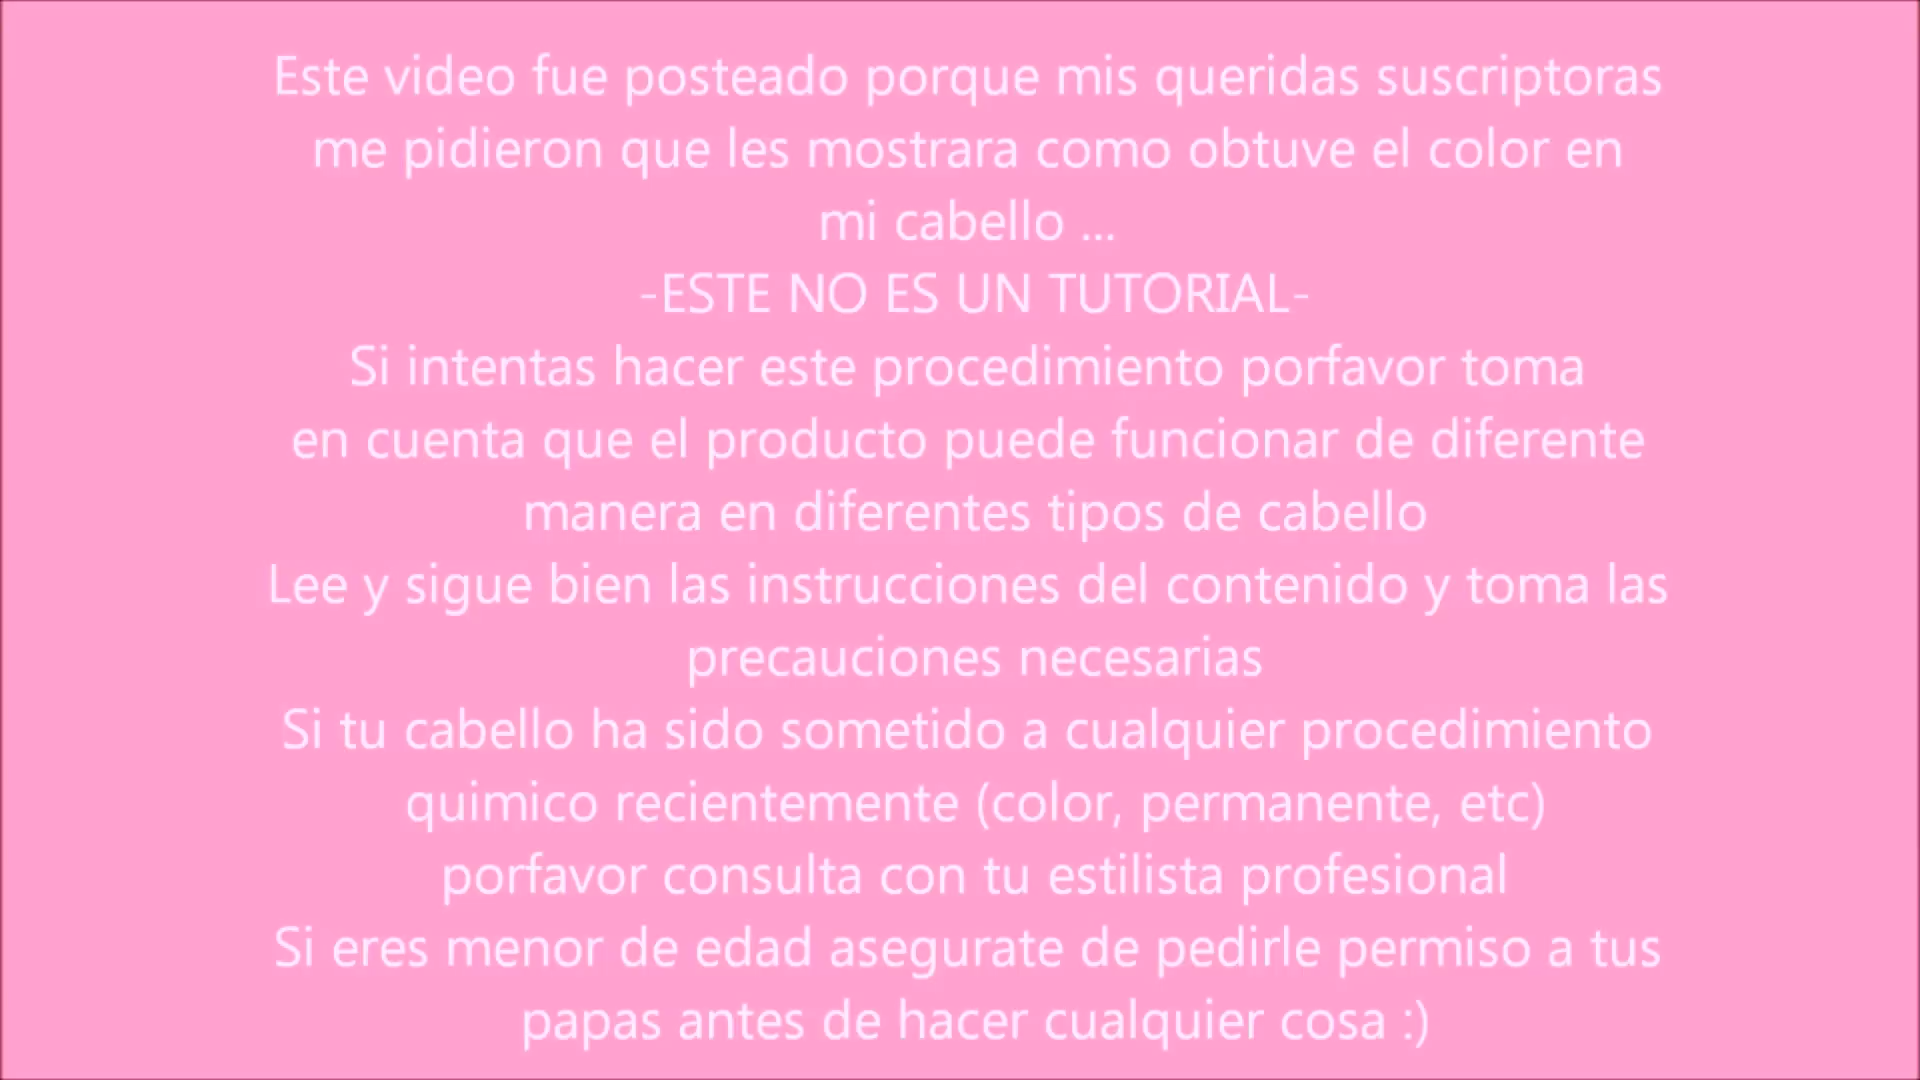 Este video fue posteado porque mis queridas suscriptoras
me pidieron que les mostrara como obtuve el color en
mi cabello ...
-ESTE NO ES UN TUTORIAL-
Si intentas hacer este procedimiento porfavor toma
en cuenta que el producto puede funcionar de diferente
manera en diferentes tipos de cabello
Lee y sigue bien las instrucciones del contenido y toma las
precauciones necesarias
Si tu cabello ha sido sometido a cualquier procedimiento
quimico recientemente (color, permanente, etc)
porfavor consulta con tu estilista profesional
Si eres menor de edad asegurate de pedirle permiso a tus
papas antes de hacer cualquier cosa :)